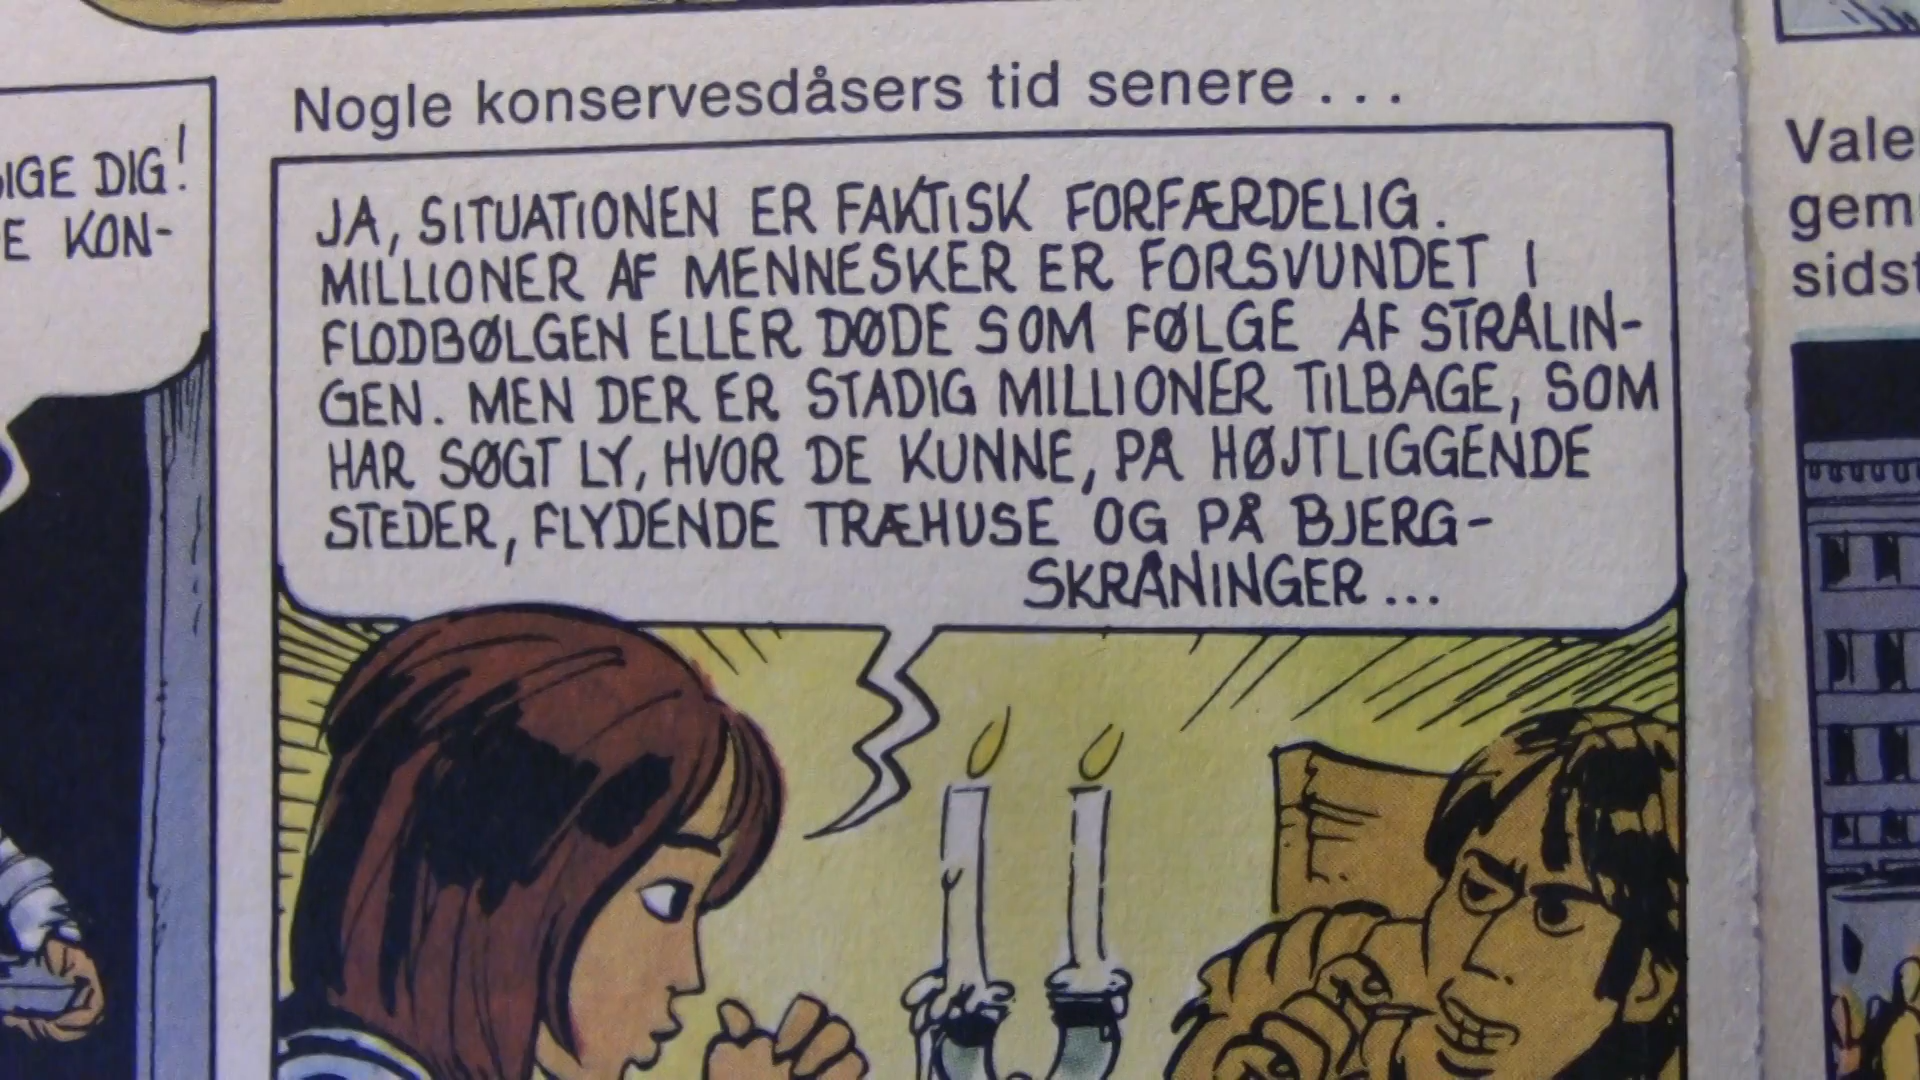 IGE DIG!
E KON-
Nogle konservesdåsers tid senere . . .
JA, SITUATIONEN ER FAKTISK FORFÆRDELIG.
MILLIONER AF MENNESKER ER FORSVUNDET I
FLODBØLGEN ELLER DØDE SOM FØLGE AF STRÅLIN-
GEN. MEN DER ER STADIG MILLIONER TILBAGE, SOM
HAR SØGT LY, HVOR DE KUNNE, PÅ HØJTLIGGENDE
STEDER, FLYDENDE TRÆHUSE OG PÅ BJERG-
SKRÅNINGER...
Vale
gem
sidst